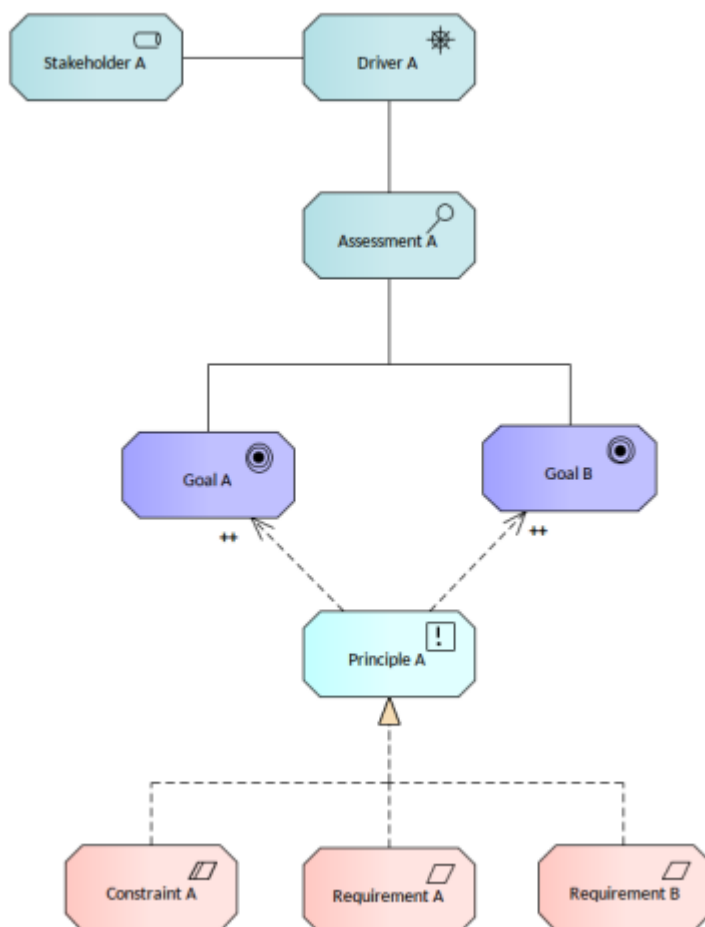 Stakeholder A
Driver A
Assessment A
Goal A
Goal B
++
++
Principle A
Constraint A
Requirement A
Requirement B